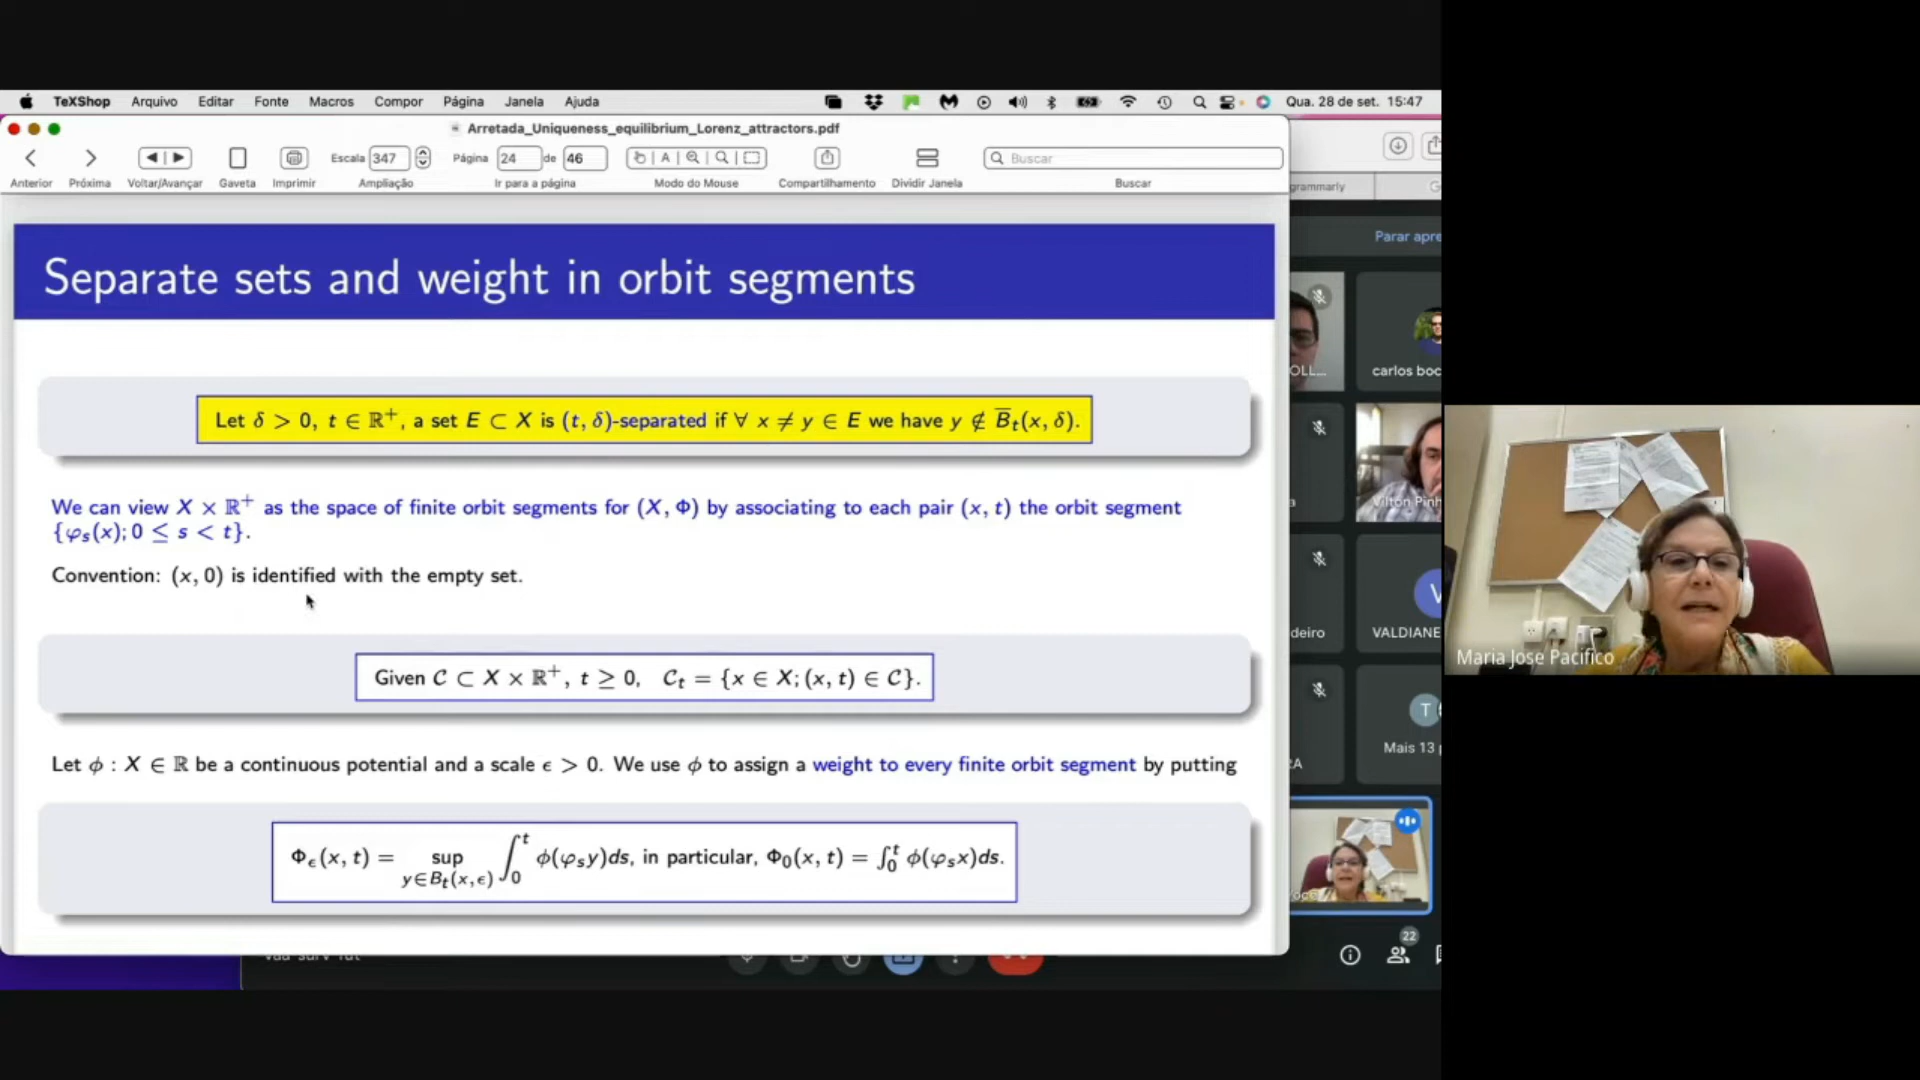 TeXShop Arquivo Editar Fonte Macros Compor Página Janela Ajuda Qua. 28 de set. 15:47
Arretada_Uniqueness_equilibrium_Lorenz_attractors.pdf
Escala 347 Página 24 de 46 Buscar
Anterior Próxima Voltar/Avançar Gaveta Imprimir Ampliação Ir para a página Modo do Mouse Compartilhamento Dividir Janela Buscar
grammarly
Parar apre
Separate sets and weight in orbit segments
OLL...
carlos boc
Let δ > 0, t ∈ ℝ⁺, a set E ⊂ X is (t, δ)-separated if ∀ x ≠ y ∈ E we have y ∉ B̅ₜ(x, δ).
Vilton Pinh
We can view X × ℝ⁺ as the space of finite orbit segments for (X, Φ) by associating to each pair (x, t) the orbit segment
{φₛ(x); 0 ≤ s < t}.
Convention: (x, 0) is identified with the empty set.
deiro
VALDIANE
Given C ⊂ X × ℝ⁺, t ≥ 0, Cₜ = {x ∈ X; (x, t) ∈ C}.
Maria Jose Pacifico
T
Mais 13
RA
Let ϕ : X ∈ ℝ be a continuous potential and a scale ϵ > 0. We use ϕ to assign a weight to every finite orbit segment by putting
Φ_ϵ(x, t) = sup_{y∈Bₜ(x,ϵ)} ∫₀ᵗ ϕ(φₛy)ds, in particular, Φ₀(x, t) = ∫₀ᵗ ϕ(φₛx)ds.
22